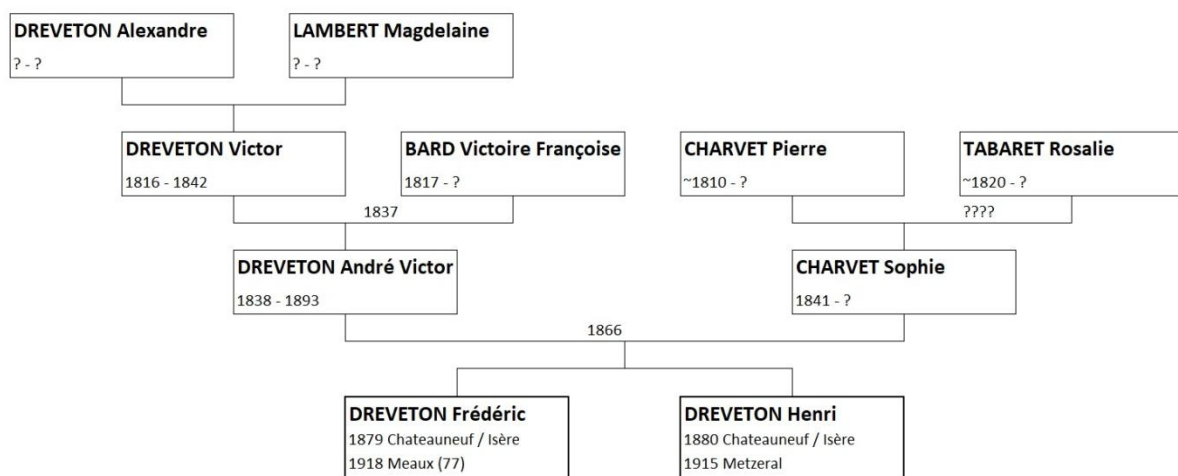 DREVETON Alexandre
? - ?
LAMBERT Magdelaine
? - ?
DREVETON Victor
1816 - 1842
BARD Victoire Françoise
1817 - ?
CHARVET Pierre
~1810 - ?
TABARET Rosalie
~1820 - ?
1837
????
DREVETON André Victor
1838 - 1893
CHARVET Sophie
1841 - ?
1866
DREVETON Frédéric
1879 Chateauneuf / Isère
1918 Meaux (77)
DREVETON Henri
1880 Chateauneuf / Isère
1915 Metzeral